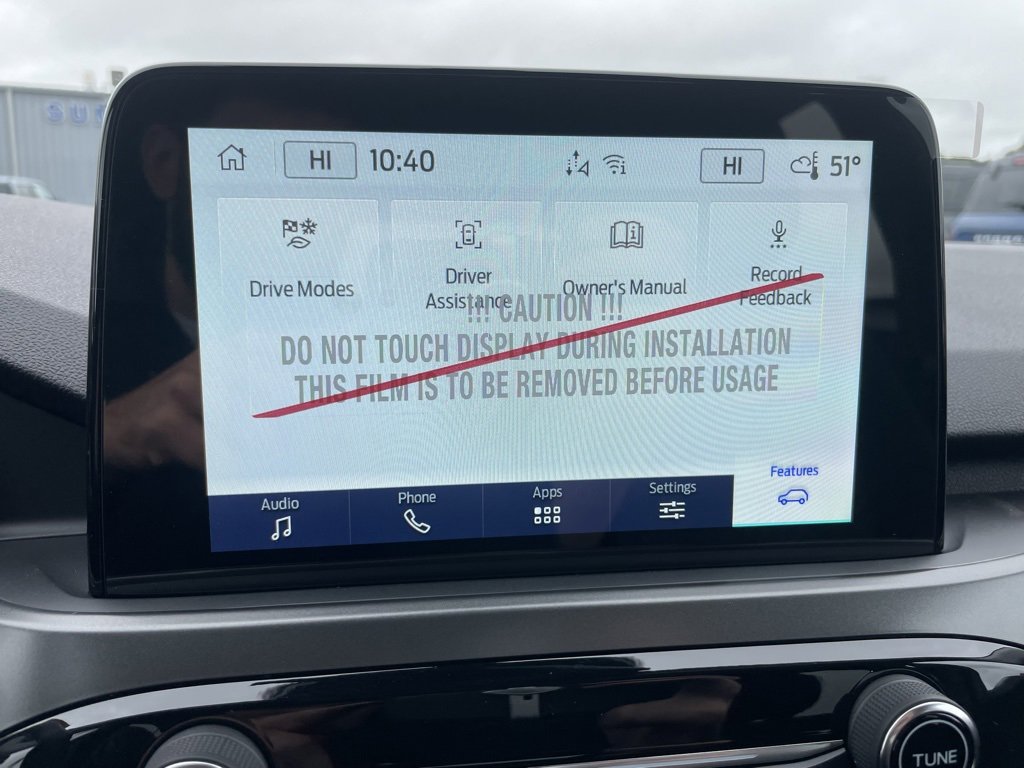 HI 10:40 HI 51°
Drive Modes
Driver
Assistance
Owner's Manual
Record
Feedback
!!! CAUTION !!!
DO NOT TOUCH DISPLAY DURING INSTALLATION
THIS FILM IS TO BE REMOVED BEFORE USAGE
Audio
Phone
Apps
Settings
Features
TUNE